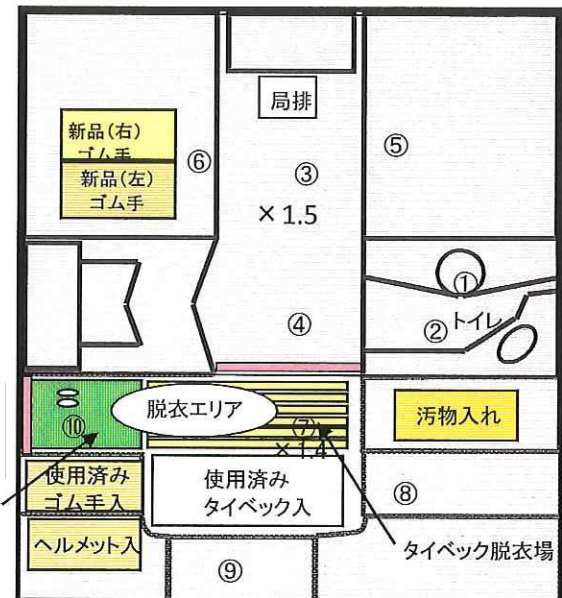 局排
新品(右)
ゴム手
新品(左)
ゴム手
⑥
③
×1.5
⑤
④
①
②
トイレ
⑩
脱衣エリア
⑦
×1.4
汚物入れ
使用済み
ゴム手入
使用済み
タイベック入
⑧
ヘルメット入
⑨
タイベック脱衣場